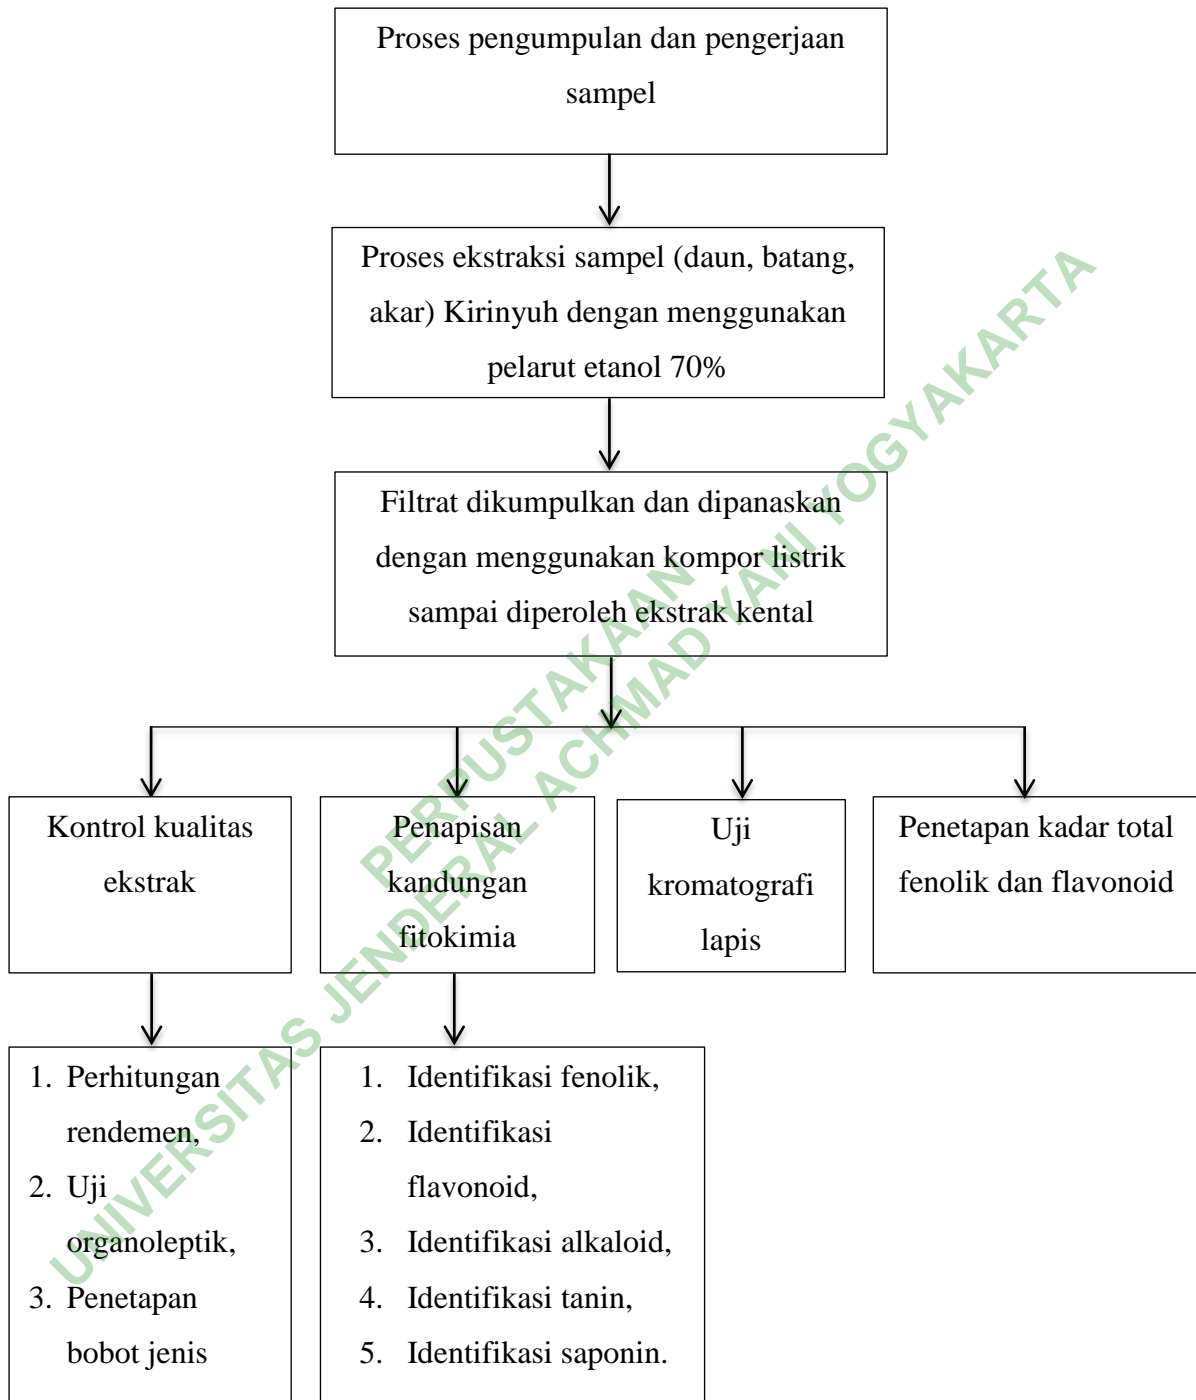 Proses pengumpulan dan pengerjaan
sampel
Proses ekstraksi sampel (daun, batang,
akar) Kirinyuh dengan menggunakan
pelarut etanol 70%
Filtrat dikumpulkan dan dipanaskan
dengan menggunakan kompor listrik
sampai diperoleh ekstrak kental
Kontrol kualitas
ekstrak
Penapisan
kandungan
fitokimia
Uji
kromatografi
lapis
Penetapan kadar total
fenolik dan flavonoid
1. Perhitungan
rendemen,
2. Uji
organoleptik,
3. Penetapan
bobot jenis
1. Identifikasi fenolik,
2. Identifikasi
flavonoid,
3. Identifikasi alkaloid,
4. Identifikasi tanin,
5. Identifikasi saponin.
PERPUSTAKAAN
UNIVERSITAS JENDERAL ACHMAD YANI YOGYAKARTA